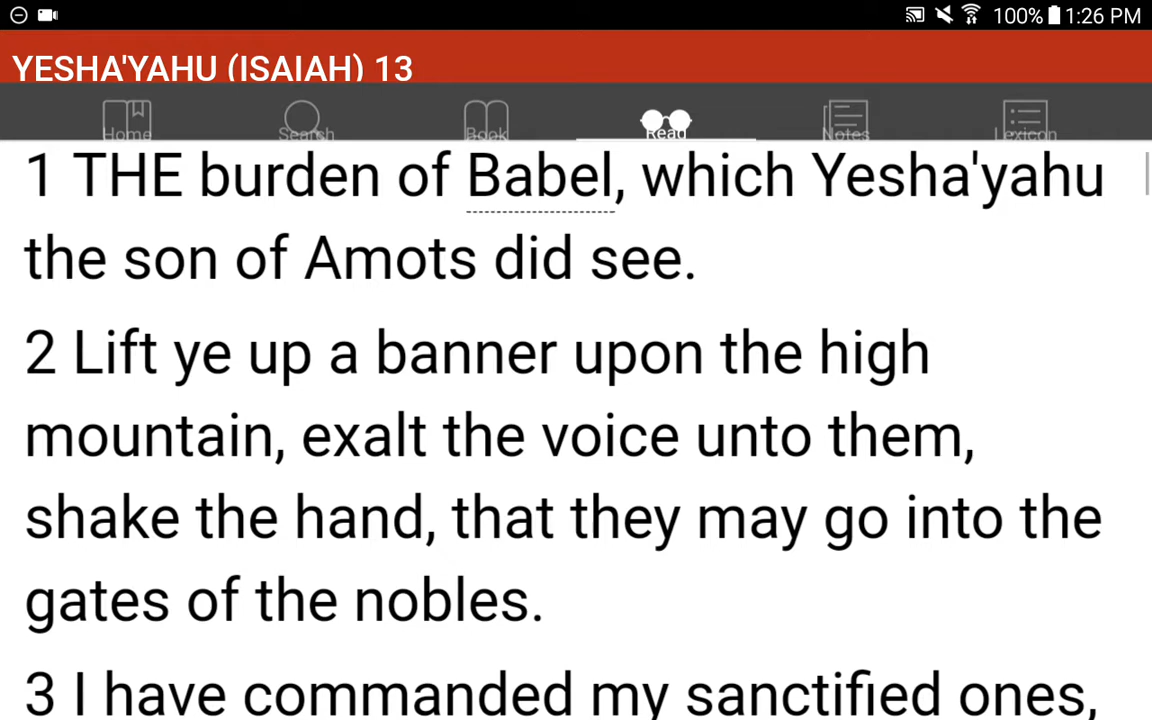 100% 1:26 PM
YESHA'YAHU (ISAIAH) 13
Home Search Book Read Notes Lexicon
1 THE burden of Babel, which Yesha'yahu
the son of Amots did see.
2 Lift ye up a banner upon the high
mountain, exalt the voice unto them,
shake the hand, that they may go into the
gates of the nobles.
3 I have commanded my sanctified ones,